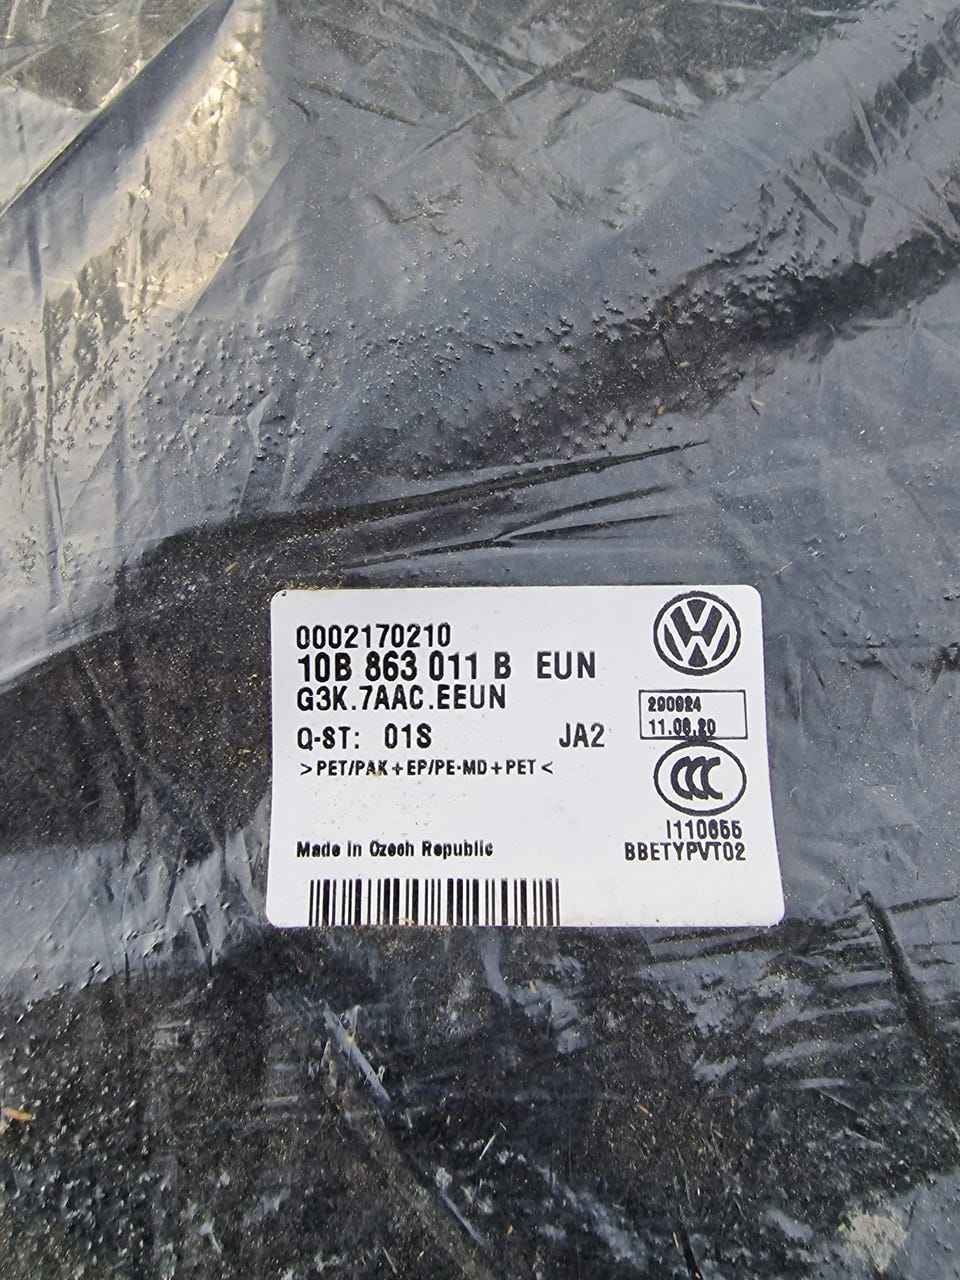 0002170210
10B 863 011 B EUN
G3K.7AAC.EEUN
Q-ST: 01S JA2
>PET/PAK+EP/PE-MD+PET<
290924
11.06.20
CCC
I110655
BBETYPVT02
Made in Czech Republic